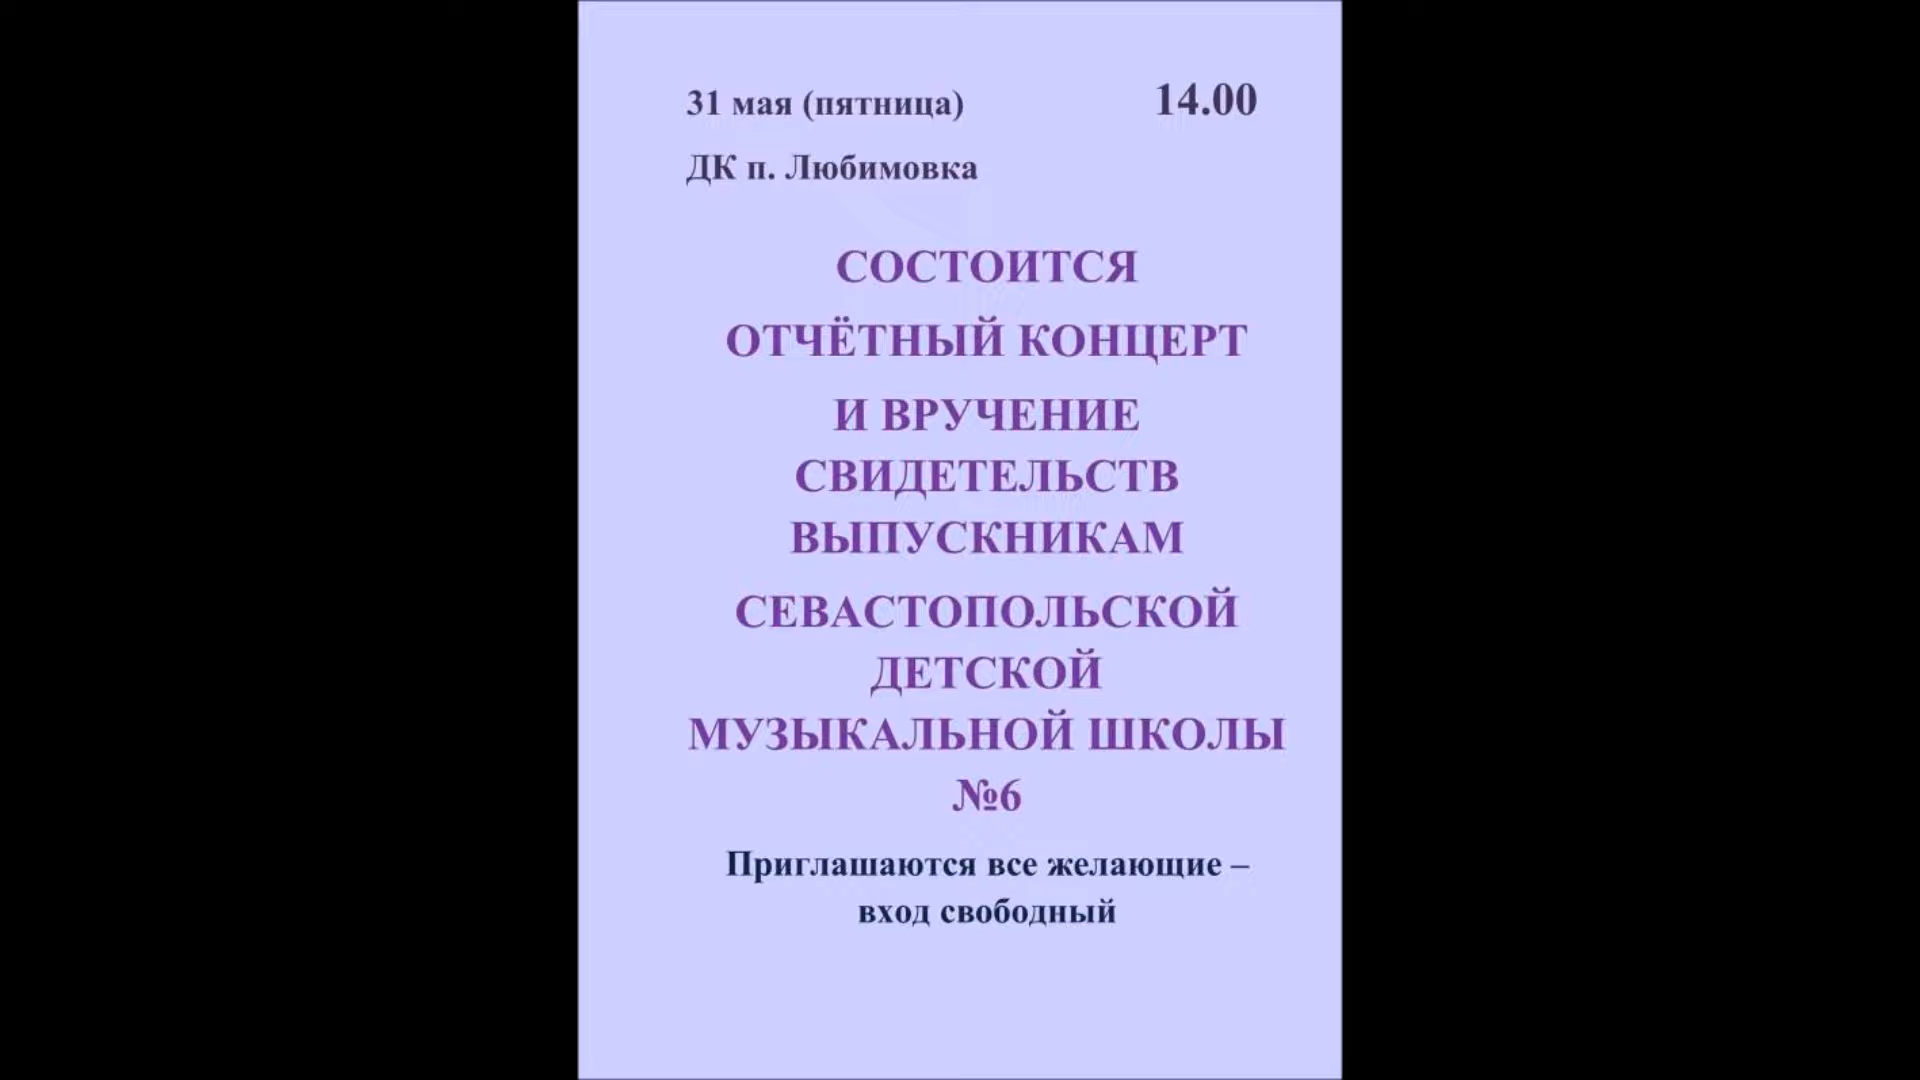 31 мая (пятница) 14.00
ДК п. Любимовка
СОСТОИТСЯ
ОТЧЁТНЫЙ КОНЦЕРТ
И ВРУЧЕНИЕ
СВИДЕТЕЛЬСТВ
ВЫПУСКНИКАМ
СЕВАСТОПОЛЬСКОЙ
ДЕТСКОЙ
МУЗЫКАЛЬНОЙ ШКОЛЫ
№6
Приглашаются все желающие –
вход свободный